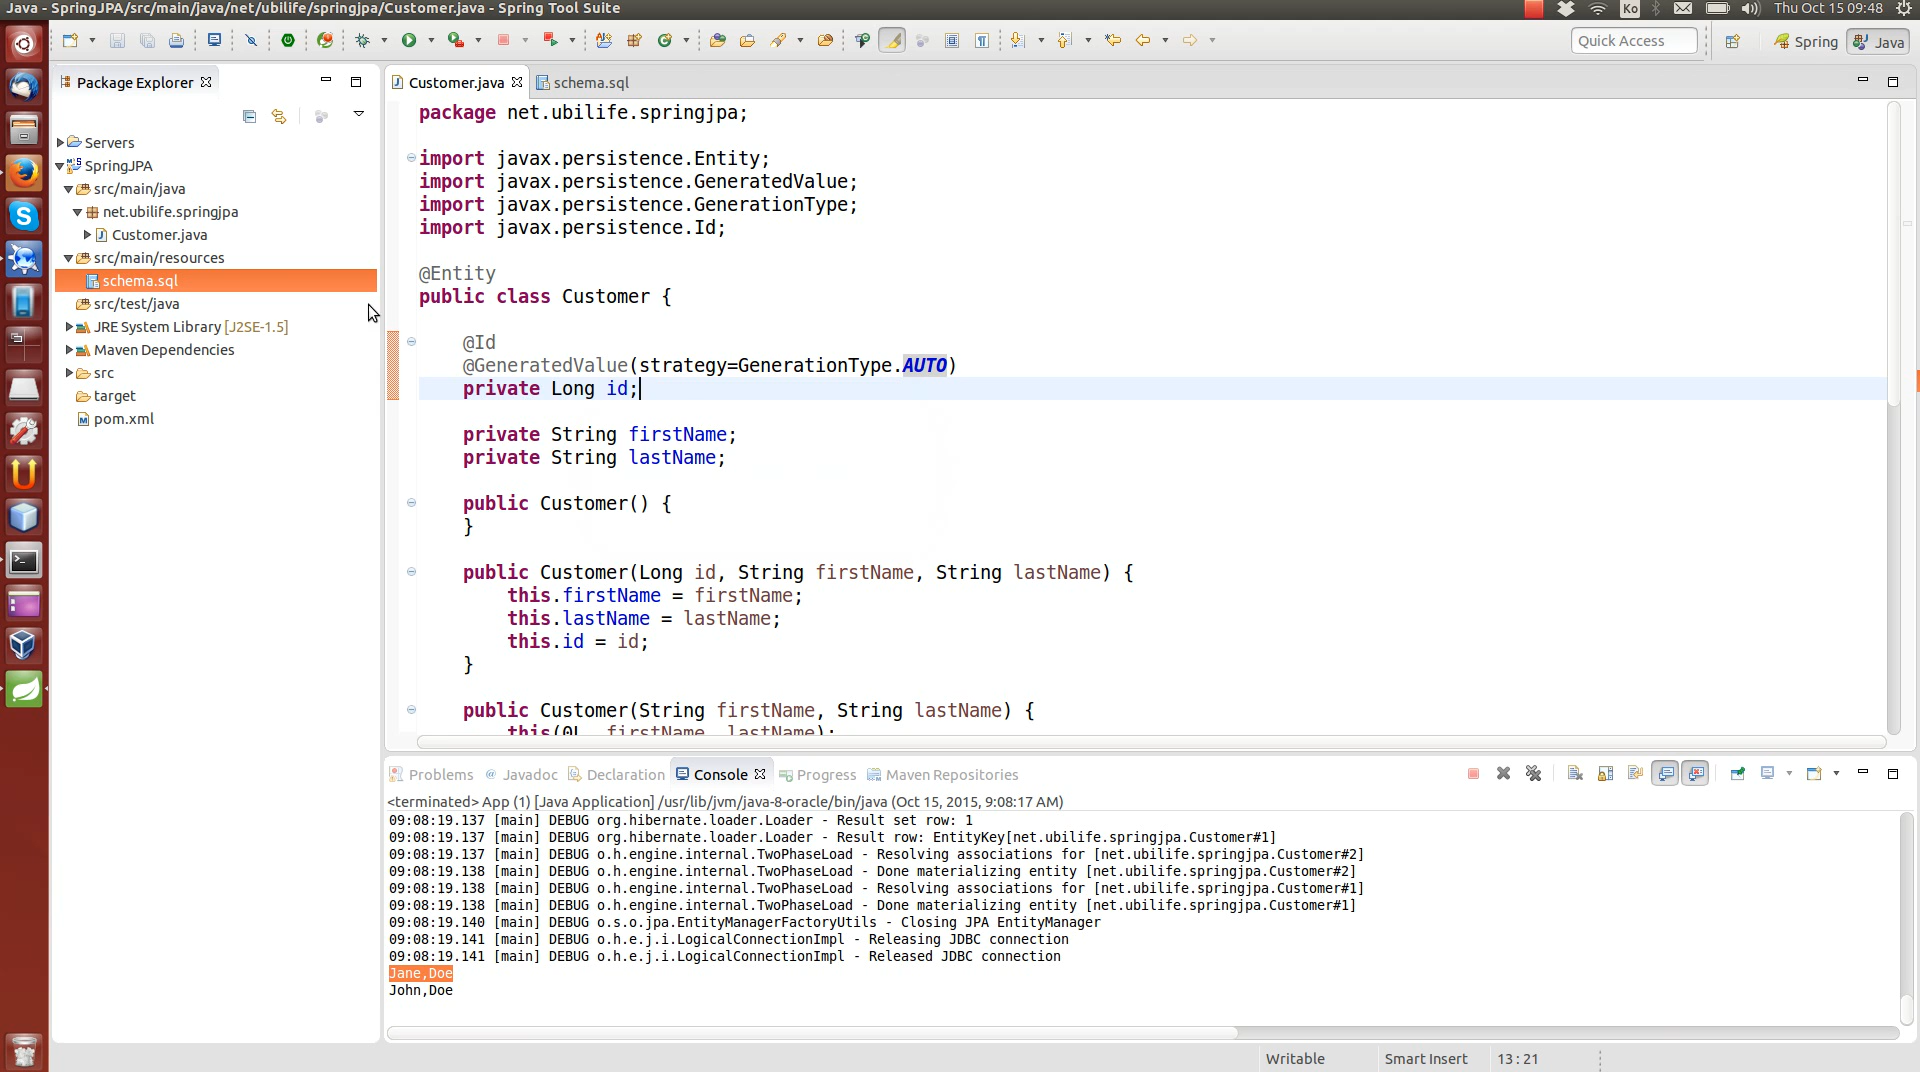 Java - SpringJPA/src/main/java/net/ubilife/springjpa/Customer.java - Spring Tool Suite
Ko
Thu Oct 15 09:48
Quick Access
Spring
Java
Package Explorer
Customer.java
schema.sql
Servers
SpringJPA
src/main/java
net.ubilife.springjpa
Customer.java
src/main/resources
schema.sql
src/test/java
JRE System Library [J2SE-1.5]
Maven Dependencies
src
target
pom.xml
package net.ubilife.springjpa;
import javax.persistence.Entity;
import javax.persistence.GeneratedValue;
import javax.persistence.GenerationType;
import javax.persistence.Id;
@Entity
public class Customer {
@Id
@GeneratedValue(strategy=GenerationType.AUTO)
private Long id;
private String firstName;
private String lastName;
public Customer() {
}
public Customer(Long id, String firstName, String lastName) {
this.firstName = firstName;
this.lastName = lastName;
this.id = id;
}
public Customer(String firstName, String lastName) {
this(0L, firstName, lastName);
Problems
@ Javadoc
Declaration
Console
Progress
Maven Repositories
<terminated> App (1) [Java Application] /usr/lib/jvm/java-8-oracle/bin/java (Oct 15, 2015, 9:08:17 AM)
09:08:19.137 [main] DEBUG org.hibernate.loader.Loader - Result set row: 1
09:08:19.137 [main] DEBUG org.hibernate.loader.Loader - Result row: EntityKey[net.ubilife.springjpa.Customer#1]
09:08:19.137 [main] DEBUG o.h.engine.internal.TwoPhaseLoad - Resolving associations for [net.ubilife.springjpa.Customer#2]
09:08:19.138 [main] DEBUG o.h.engine.internal.TwoPhaseLoad - Done materializing entity [net.ubilife.springjpa.Customer#2]
09:08:19.138 [main] DEBUG o.h.engine.internal.TwoPhaseLoad - Resolving associations for [net.ubilife.springjpa.Customer#1]
09:08:19.138 [main] DEBUG o.h.engine.internal.TwoPhaseLoad - Done materializing entity [net.ubilife.springjpa.Customer#1]
09:08:19.140 [main] DEBUG o.s.o.jpa.EntityManagerFactoryUtils - Closing JPA EntityManager
09:08:19.141 [main] DEBUG o.h.e.j.i.LogicalConnectionImpl - Releasing JDBC connection
09:08:19.141 [main] DEBUG o.h.e.j.i.LogicalConnectionImpl - Released JDBC connection
Jane,Doe
John,Doe
Writable
Smart Insert
13 : 21